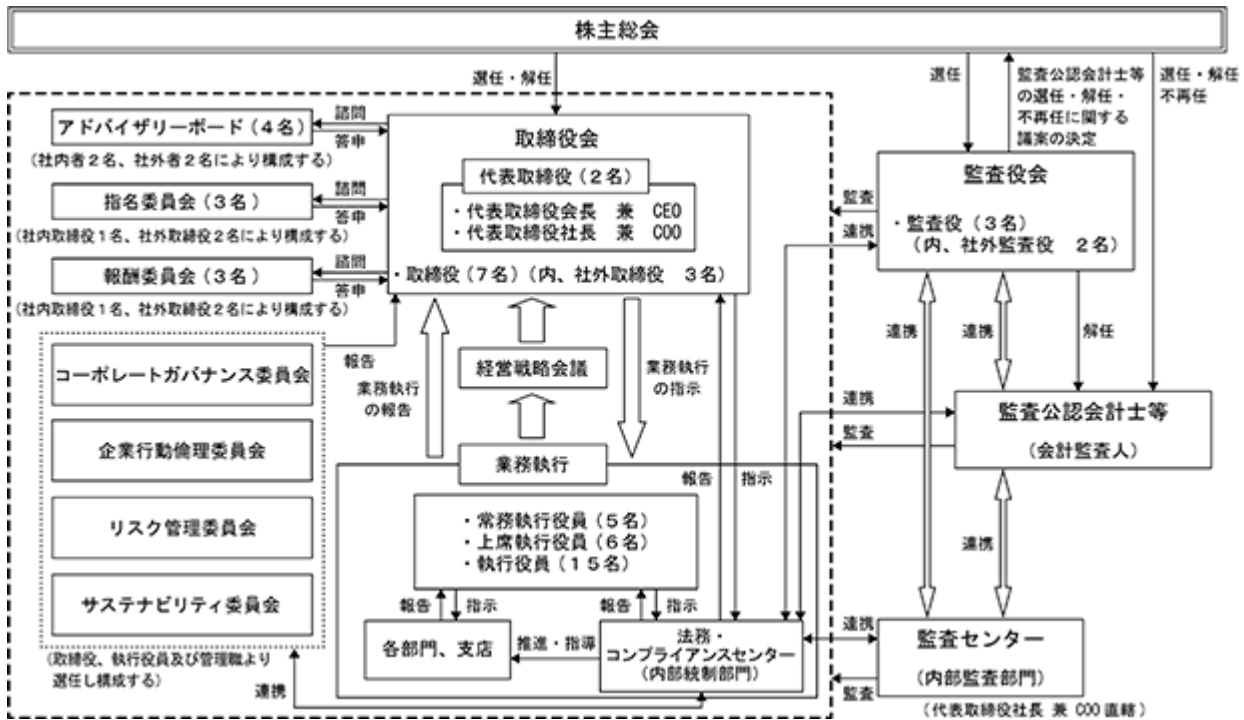 株主総会
選任・解任
選任
監査公認会計士等
の選任・解任・
不再任に関する
議案の決定
選任・解任
不再任
アドバイザリーボード（４名）
（社内者２名、社外者２名により構成する）
諮問
答申
指名委員会（３名）
（社内取締役１名、社外取締役２名により構成する）
諮問
答申
報酬委員会（３名）
（社内取締役１名、社外取締役２名により構成する）
諮問
答申
取締役会
代表取締役（２名）
・代表取締役会長　兼　CEO
・代表取締役社長　兼　COO
・取締役（７名）（内、社外取締役　３名）
監査
連携
監査役会
・監査役（３名）
（内、社外監査役　２名）
報告
コーポレートガバナンス委員会
企業行動倫理委員会
リスク管理委員会
サステナビリティ委員会
（取締役、執行役員及び管理職より
選任し構成する）
連携
業務執行
の報告
経営戦略会議
業務執行
の指示
報告
指示
連携
連携
解任
連携
監査
監査公認会計士等
（会計監査人）
業務執行
・常務執行役員（５名）
・上席執行役員（６名）
・執行役員（１５名）
報告
指示
報告
指示
各部門、支店
推進・指導
法務・
コンプライアンスセンター
（内部統制部門）
連携
連携
監査
監査センター
（内部監査部門）
（代表取締役社長　兼　COO直轄）